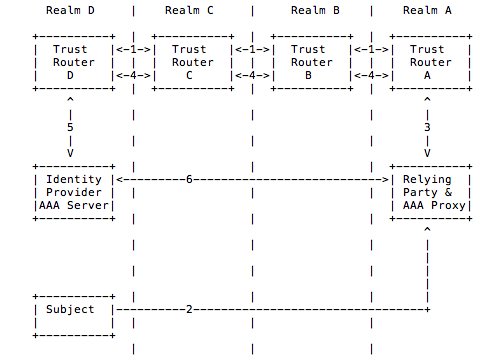 Realm D | Realm C | Realm B | Realm A
+----------+ | +----------+ | +----------+ | +----------+
| Trust |<-1->| Trust |<-1->| Trust |<-1->| Trust |
| Router | | | Router | | | Router | | | Router |
| D |<-4->| C |<-4->| B |<-4->| A |
+----------+ | +----------+ | +----------+ | +----------+
^ ^
| | | | |
5 3
| | | | |
V V
+----------+ | | | +----------+
| Identity |<---------6-------------------------->| Relying |
| Provider | | | | | Party & |
|AAA Server| | AAA Proxy|
+----------+ | | | +----------+
^
| | | |
|
| | | |
|
+----------+ | | | |
| Subject |----------2--------------------------------+
| | | | |
+----------+
| | |